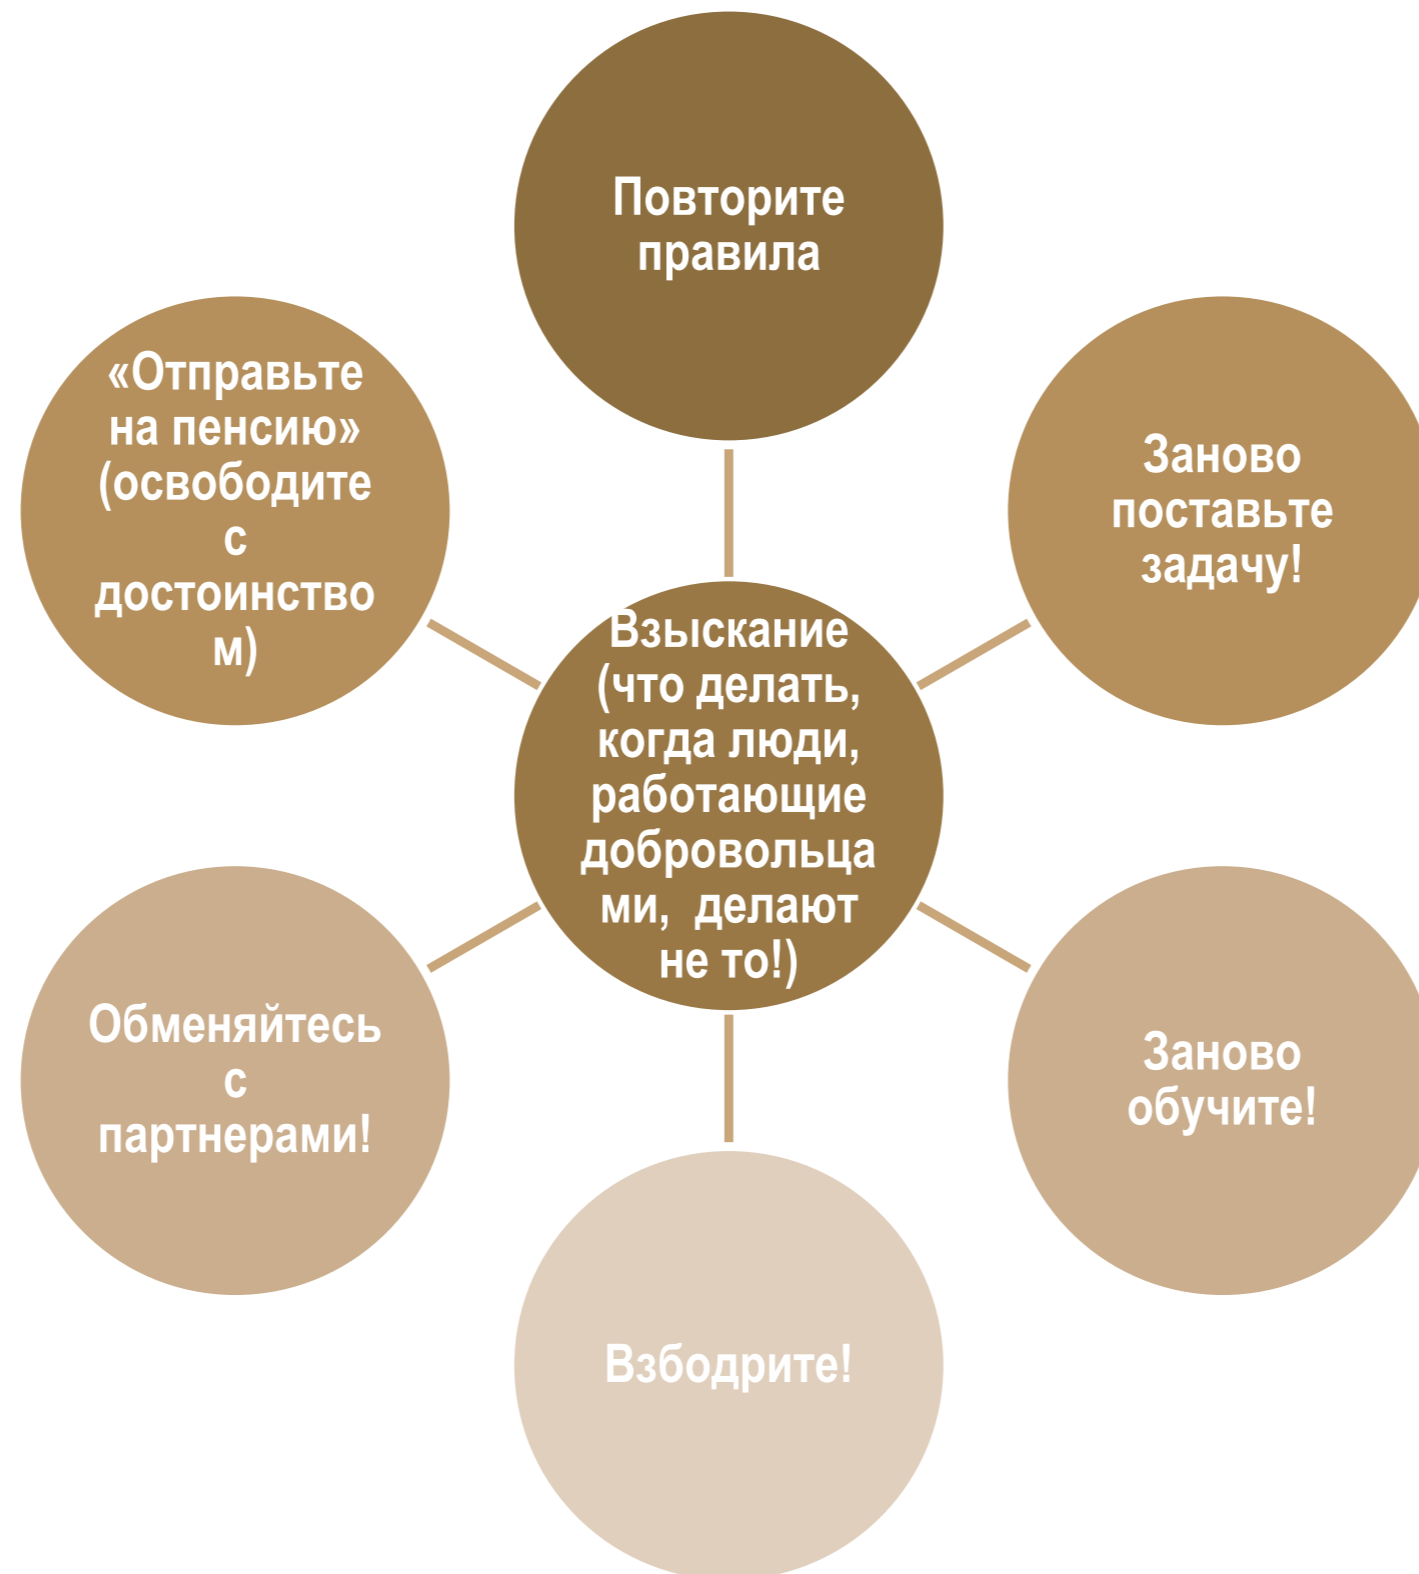 Повторите
правила
Заново
поставьте
задачу!
Заново
обучите!
Взбодрите!
Обменяйтесь
с
партнерами!
«Отправьте
на пенсию»
(освободите
с
достоинство
м)
Взыскание
(что делать,
когда люди,
работающие
добровольца
ми, делают
не то!)